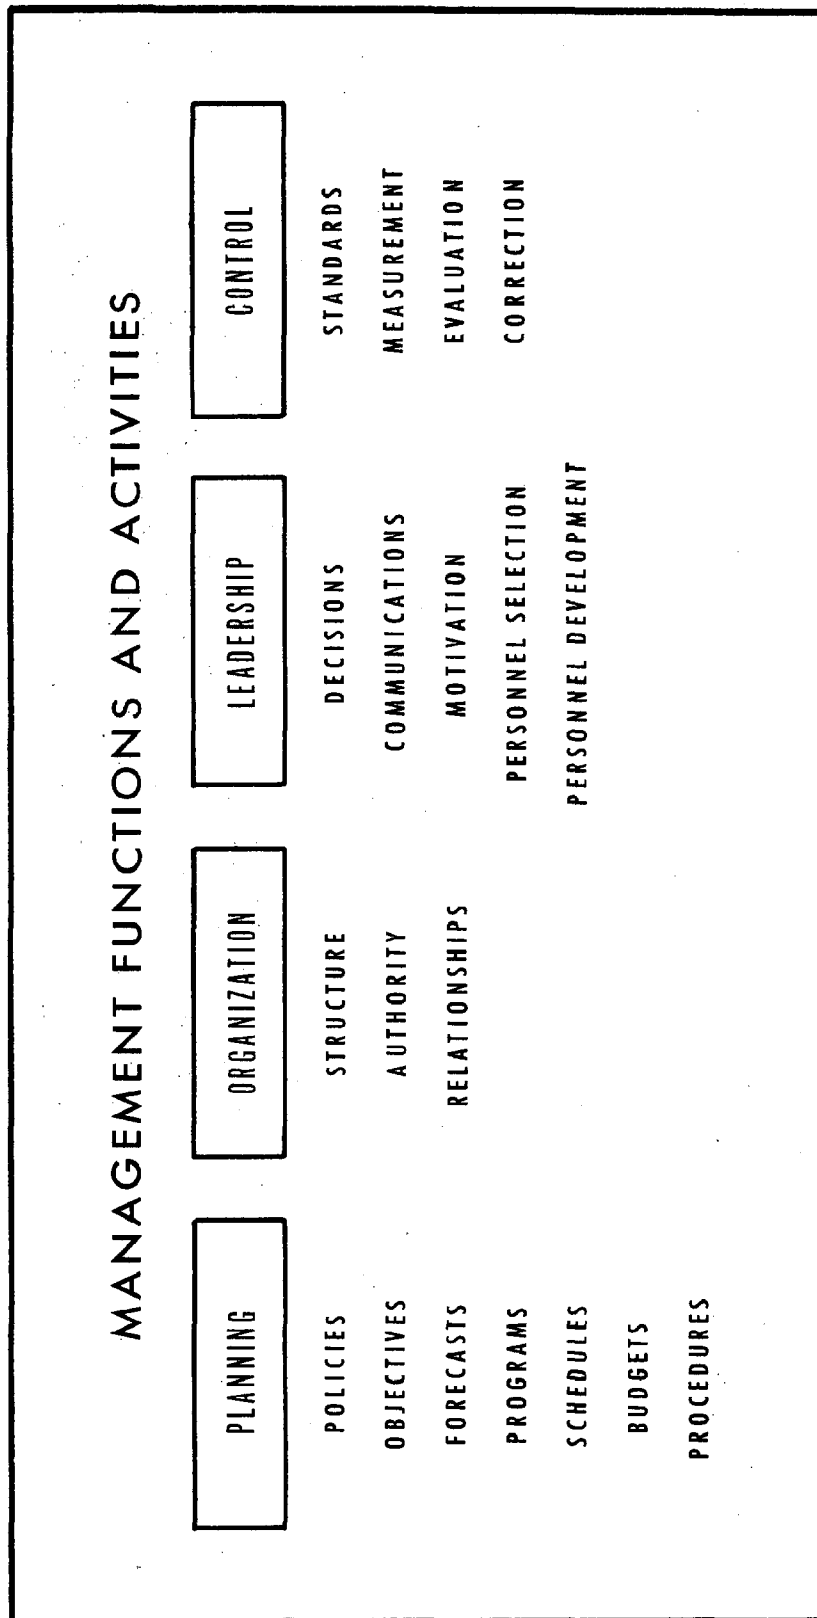 MANAGEMENT FUNCTIONS AND ACTIVITIES
PLANNING
POLICIES
OBJECTIVES
FORECASTS
PROGRAMS
SCHEDULES
BUDGETS
PROCEDURES
ORGANIZATION
STRUCTURE
AUTHORITY
RELATIONSHIPS
LEADERSHIP
DECISIONS
COMMUNICATIONS
MOTIVATION
PERSONNEL SELECTION
PERSONNEL DEVELOPMENT
CONTROL
STANDARDS
MEASUREMENT
EVALUATION
CORRECTION